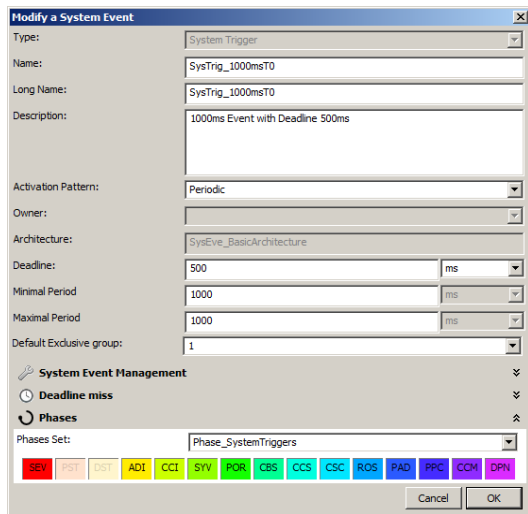 Modify a System Event
Type: System Trigger
Name: SysTrig_1000msT0
Long Name: SysTrig_1000msT0
Description: 1000ms Event with Deadline 500ms
Activation Pattern: Periodic
Owner:
Architecture: SysEve_BasicArchitecture
Deadline: 500 ms
Minimal Period 1000 ms
Maximal Period 1000 ms
Default Exclusive group: 1
System Event Management
Deadline miss
Phases
Phases Set: Phase_SystemTriggers
SEV PST DST ADI CCI SYV POR CBS CCS CSC ROS PAD PPC CCM DPN
Cancel OK